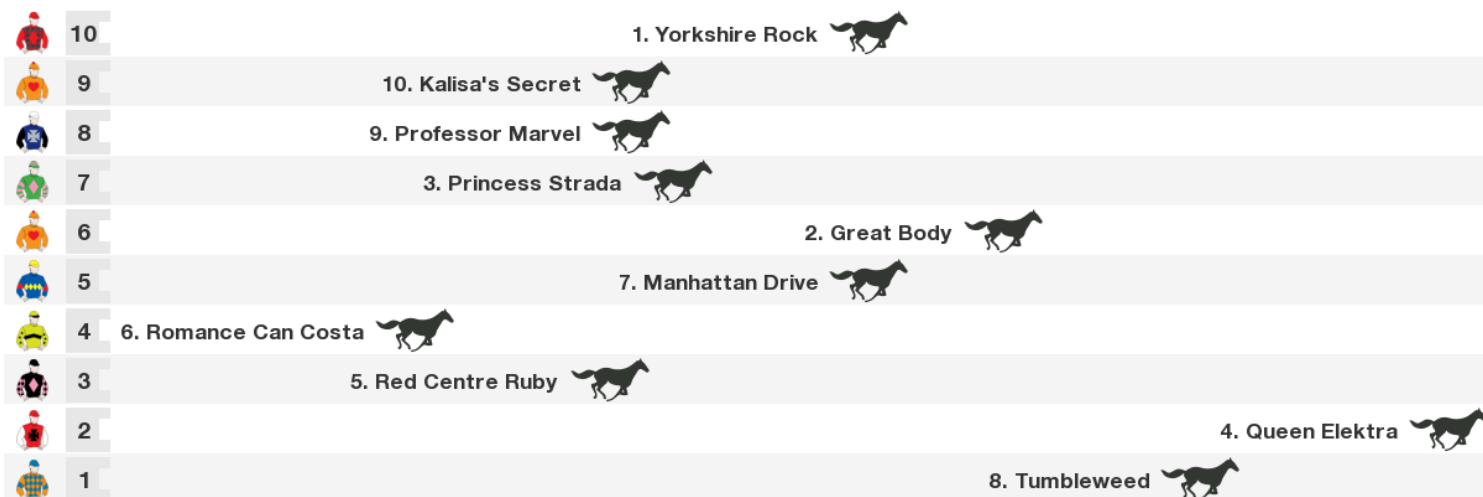 10 1. Yorkshire Rock
9 10. Kalisa's Secret
8 9. Professor Marvel
7 3. Princess Strada
6 2. Great Body
5 7. Manhattan Drive
4 6. Romance Can Costa
3 5. Red Centre Ruby
2 4. Queen Elektra
1 8. Tumbleweed